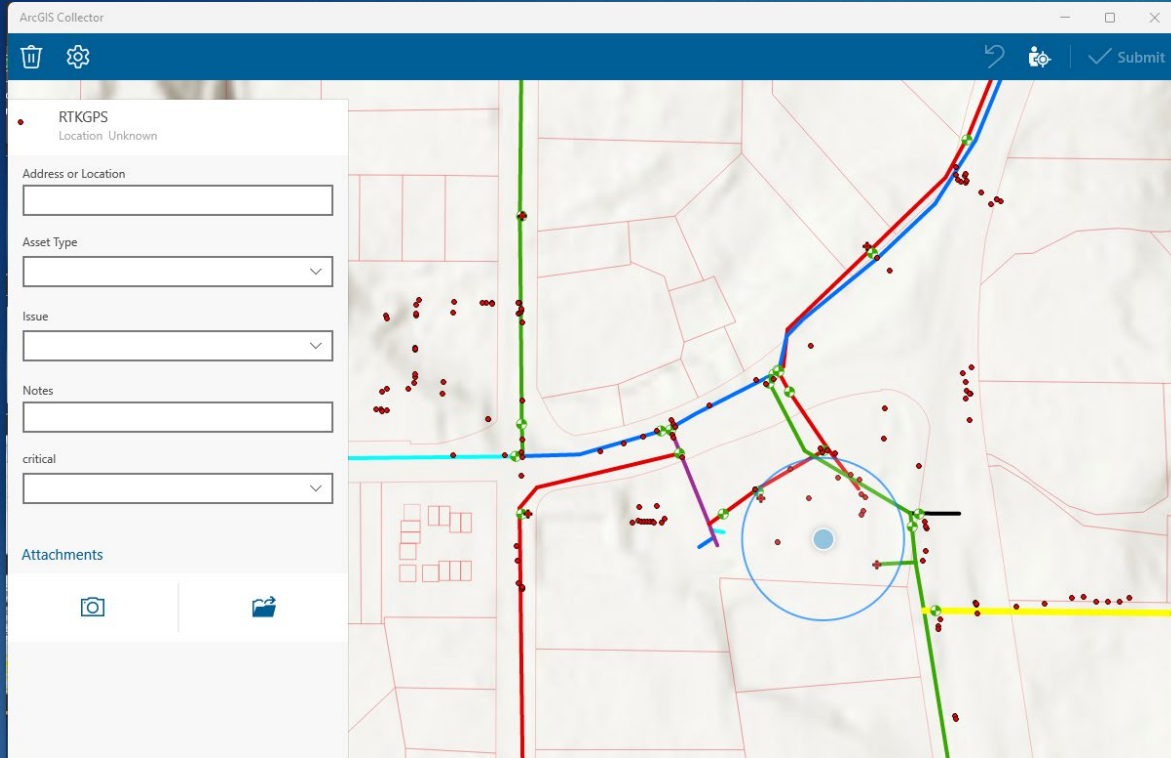 ArcGIS Collector
Submit
RTKGPS
Location Unknown
Address or Location
Asset Type
Issue
Notes
critical
Attachments